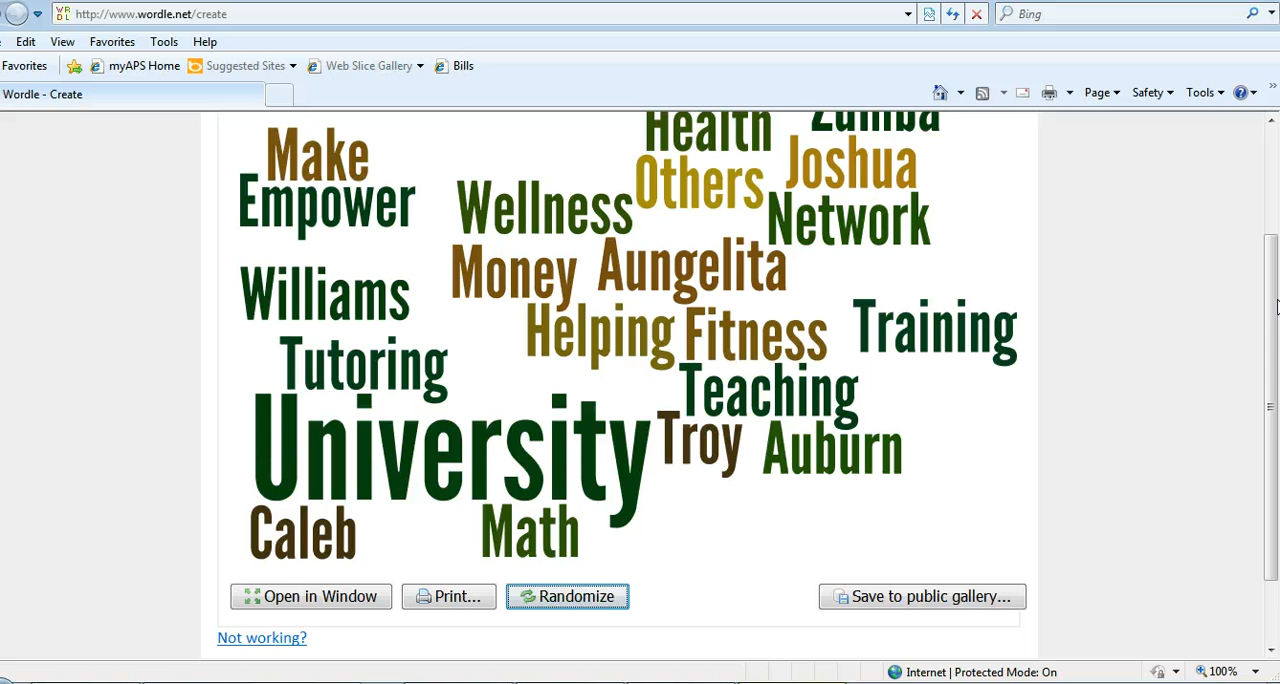 http://www.wordle.net/create
Bing
Edit View Favorites Tools Help
Favorites myAPS Home Suggested Sites Web Slice Gallery Bills
Wordle - Create
Page Safety Tools
Health Zumba
Make Others Joshua
Empower Wellness Network
Money Aungelita
Williams Helping Fitness Training
Tutoring Teaching
University Troy Auburn
Caleb Math
Open in Window Print... Randomize Save to public gallery...
Not working?
Internet | Protected Mode: On 100%